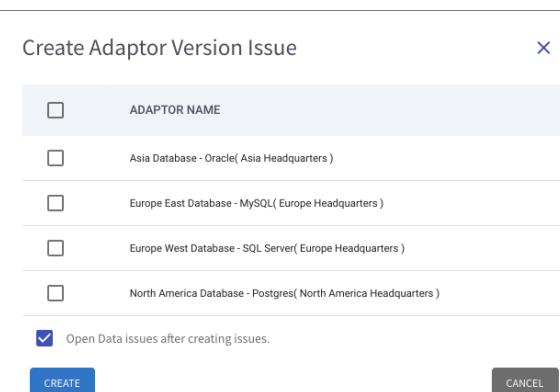 Create Adaptor Version Issue
ADAPTOR NAME
Asia Database - Oracle( Asia Headquarters )
Europe East Database - MySQL( Europe Headquarters )
Europe West Database - SQL Server( Europe Headquarters )
North America Database - Postgres( North America Headquarters )
Open Data issues after creating issues.
CREATE
CANCEL